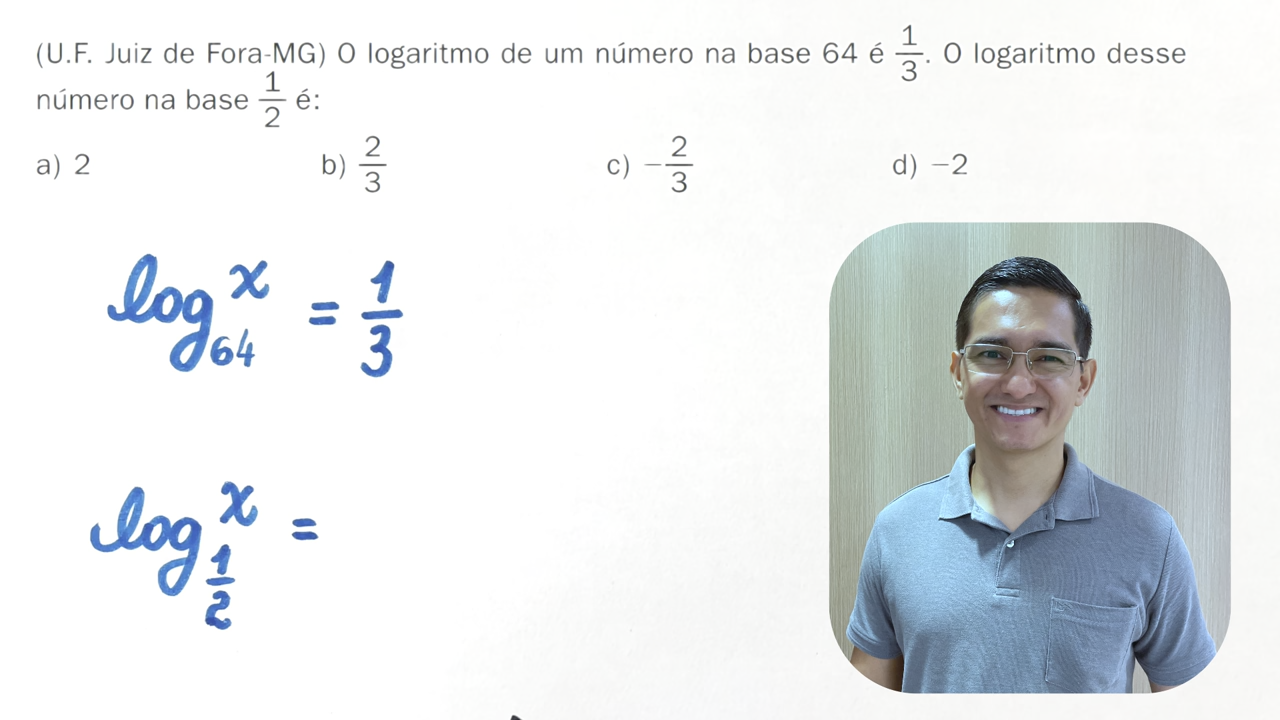 (U.F. Juiz de Fora-MG) O logaritmo de um número na base 64 é 1/3. O logaritmo desse
número na base 1/2 é:
a) 2 b) 2/3 c) −2/3 d) −2
log₆₄ x = 1/3
log_1/2 x =